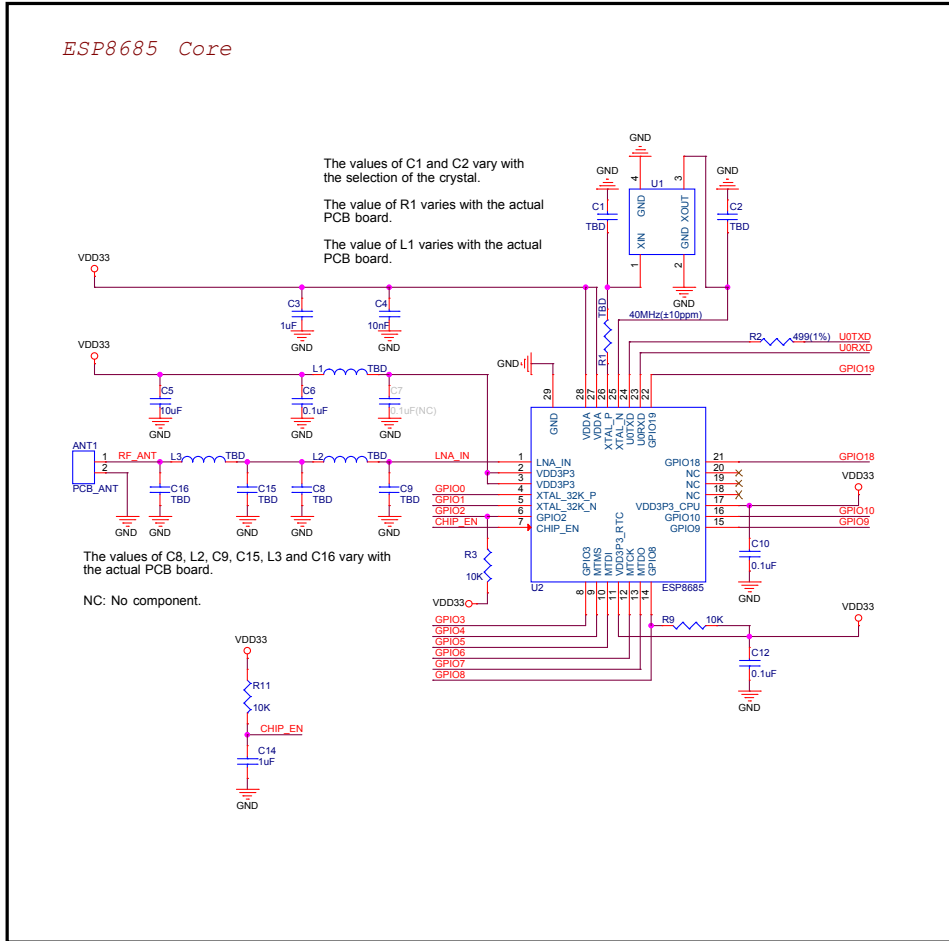 ESP8685 Core
The values of C1 and C2 vary with
the selection of the crystal.
The value of R1 varies with the actual
PCB board.
The value of L1 varies with the actual
PCB board.
GND
4
3
U1
GND
XOUT
XIN
GND
1
2
GND
GND
C1
TBD
GND
C2
TBD
VDD33
C3
1uF
GND
C4
10nF
GND
TBD
R1
40MHz(±10ppm)
R2
499(1%)
U0TXD
U0RXD
GPIO19
VDD33
L1
TBD
C5
10uF
GND
C6
0.1uF
GND
C7
0.1uF(NC)
GND
GND
29
28
27
26
25
24
23
22
GND
VDDA
VDDA
XTAL_P
XTAL_N
U0TXD
U0RXD
GPIO19
ANT1
1
2
PCB_ANT
RF_ANT
L3
TBD
L2
TBD
LNA_IN
GND
C16
TBD
GND
C15
TBD
GND
C8
TBD
GND
C9
TBD
GND
1
LNA_IN
2
VDD3P3
3
VDD3P3
GPIO0
4
XTAL_32K_P
GPIO1
5
XTAL_32K_N
GPIO2
6
GPIO2
CHIP_EN
7
CHIP_EN
GPIO18
21
GPIO18
NC
20
NC
19
NC
18
VDD3P3_CPU
17
VDD33
GPIO10
16
GPIO10
GPIO9
15
GPIO9
C10
0.1uF
GND
GPIO3
MTMS
MTDI
VDD3P3_RTC
MTCK
MTDO
GPIO8
U2
8
9
10
11
12
13
14
ESP8685
The values of C8, L2, C9, C15, L3 and C16 vary with
the actual PCB board.
NC: No component.
R3
10K
VDD33
GPIO3
GPIO4
GPIO5
GPIO6
GPIO7
GPIO8
R9
10K
VDD33
C12
0.1uF
GND
VDD33
R11
10K
CHIP_EN
C14
1uF
GND